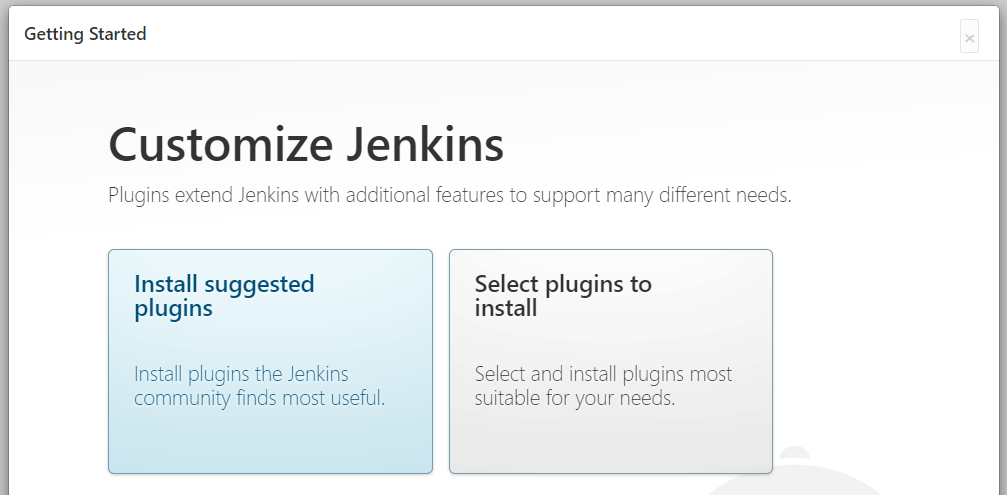 Getting Started
×
Customize Jenkins
Plugins extend Jenkins with additional features to support many different needs.
Install suggested
plugins
Install plugins the Jenkins
community finds most useful.
Select plugins to
install
Select and install plugins most
suitable for your needs.